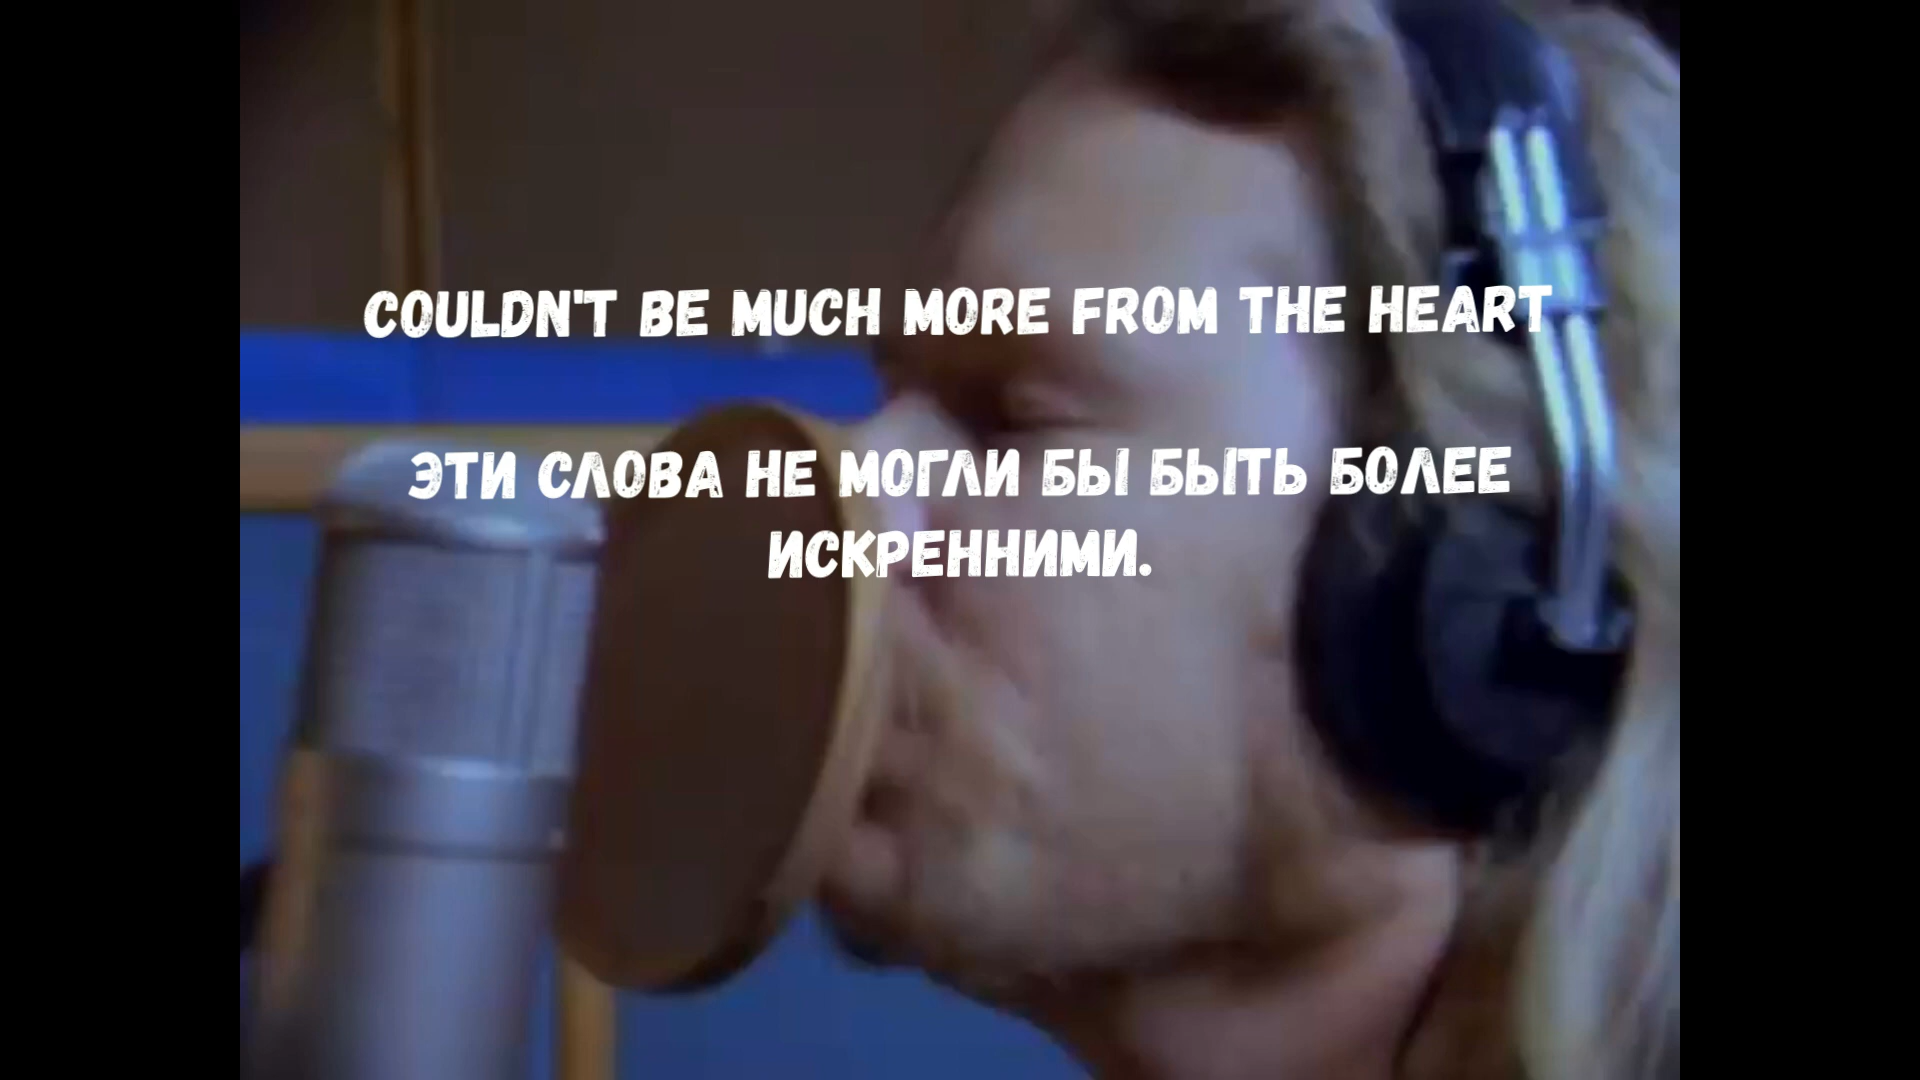 COULDN'T BE MUCH MORE FROM THE HEART
ЭТИ СЛОВА НЕ МОГЛИ БЫ БЫТЬ БОЛЕЕ
ИСКРЕННИМИ.